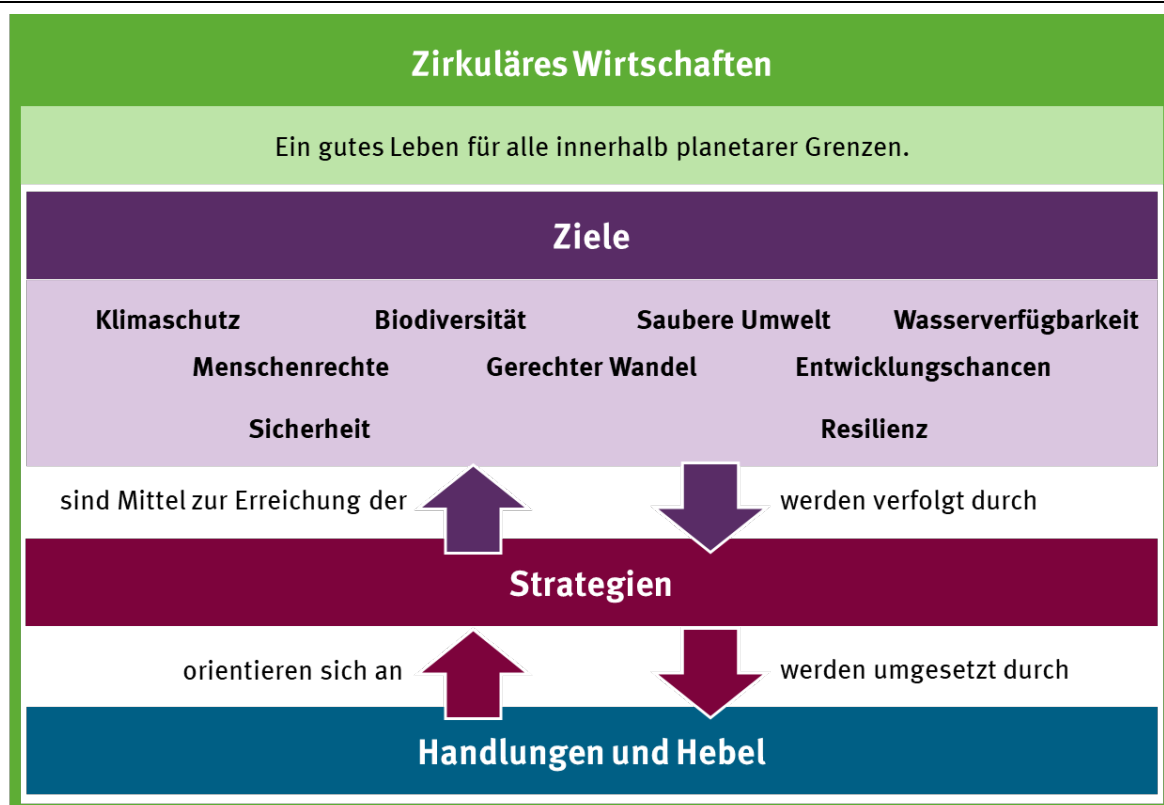 Zirkuläres Wirtschaften
Ein gutes Leben für alle innerhalb planetarer Grenzen.
Ziele
Klimaschutz Biodiversität Saubere Umwelt Wasserverfügbarkeit
Menschenrechte Gerechter Wandel Entwicklungschancen
Sicherheit Resilienz
sind Mittel zur Erreichung der werden verfolgt durch
Strategien
orientieren sich an werden umgesetzt durch
Handlungen und Hebel